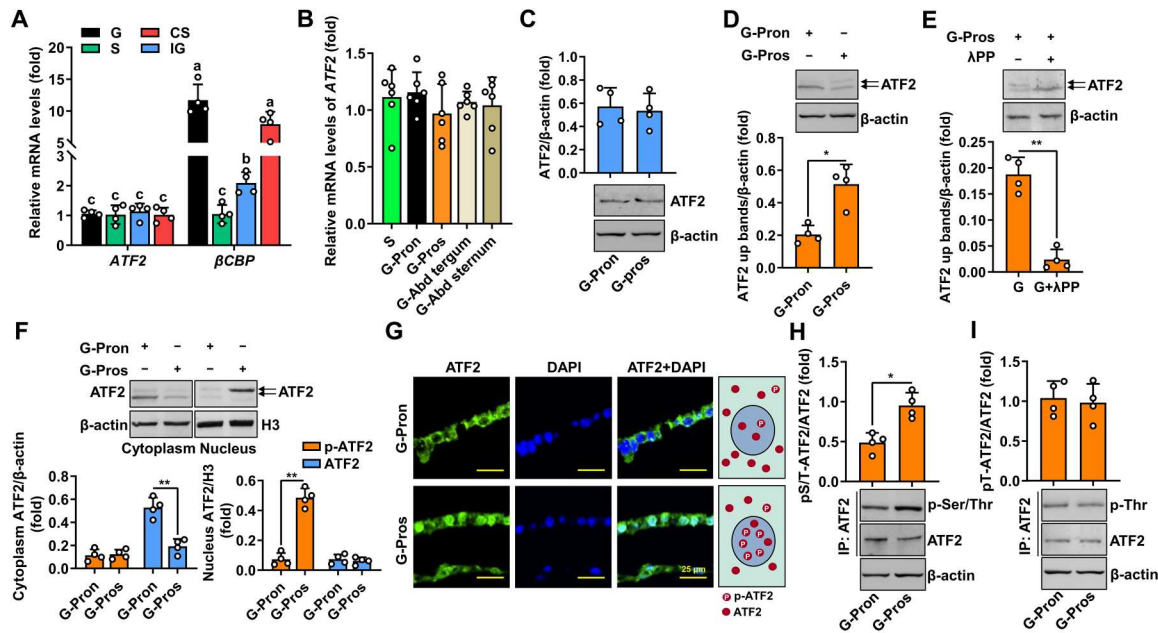 A
Relative mRNA levels (fold)
G CS
S IG
15
10
5
3
2
1
0
a
c c c c
c
b
a
ATF2 βCBP
B
Relative mRNA levels of ATF2 (fold)
1.5
1.0
0.5
0.0
S
G-Pron
G-Pros
G-Abd tergum
G-Abd sternum
C
ATF2/β-actin (fold)
1.0
0.8
0.6
0.4
0.2
0.0
ATF2
β-actin
G-Pron
G-pros
D
G-Pron + –
G-Pros – +
ATF2
β-actin
ATF2 up bands/β-actin (fold)
0.8
0.6
0.4
0.2
0.0
*
G-Pron
G-Pros
E
G-Pros + +
λPP – +
ATF2
β-actin
ATF2 up bands/β-actin (fold)
0.25
0.20
0.15
0.10
0.05
0.00
**
G G+λPP
F
G-Pron + – + –
G-Pros – + – +
ATF2 ATF2
β-actin H3
Cytoplasm Nucleus
p-ATF2
ATF2
Cytoplasm ATF2/β-actin
(fold)
0.8
0.6
0.4
0.2
0.0
**
G-Pron
G-Pros
G-Pron
G-Pros
Nucleus ATF2/H3
(fold)
0.6
0.4
0.2
0.0
**
G-Pron
G-Pros
G-Pron
G-Pros
G
ATF2 DAPI ATF2+DAPI
G-Pron
P
P
G-Pros
25 µm
P
P
P
P
P
P
P p-ATF2
ATF2
H
pS/T-ATF2/ATF2 (fold)
1.5
1.0
0.5
0.0
*
IP: ATF2
p-Ser/Thr
ATF2
β-actin
G-Pron
G-Pros
I
pT-ATF2/ATF2 (fold)
1.5
1.0
0.5
0.0
IP: ATF2
p-Thr
ATF2
β-actin
G-Pron
G-Pros